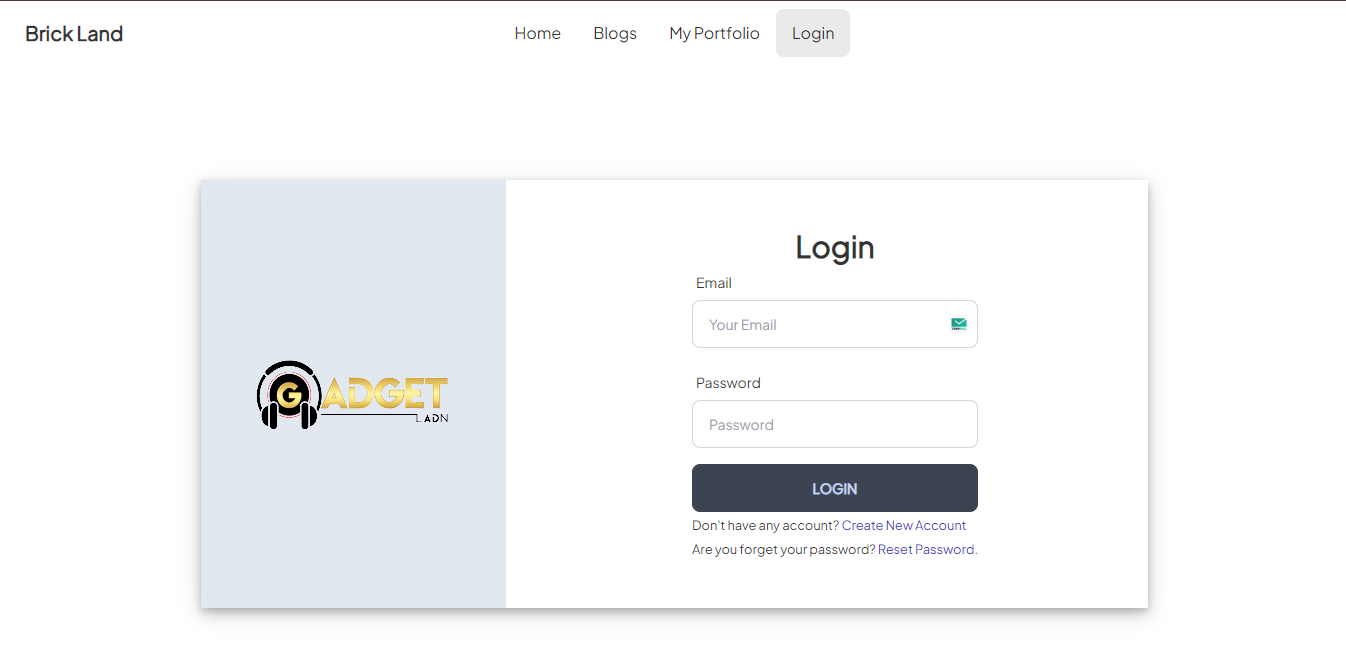 Brick Land
Home
Blogs
My Portfolio
Login
Login
Email
Your Email
Password
Password
LOGIN
Don't have any account? Create New Account
Are you forget your password? Reset Password.
GADGET
ADN